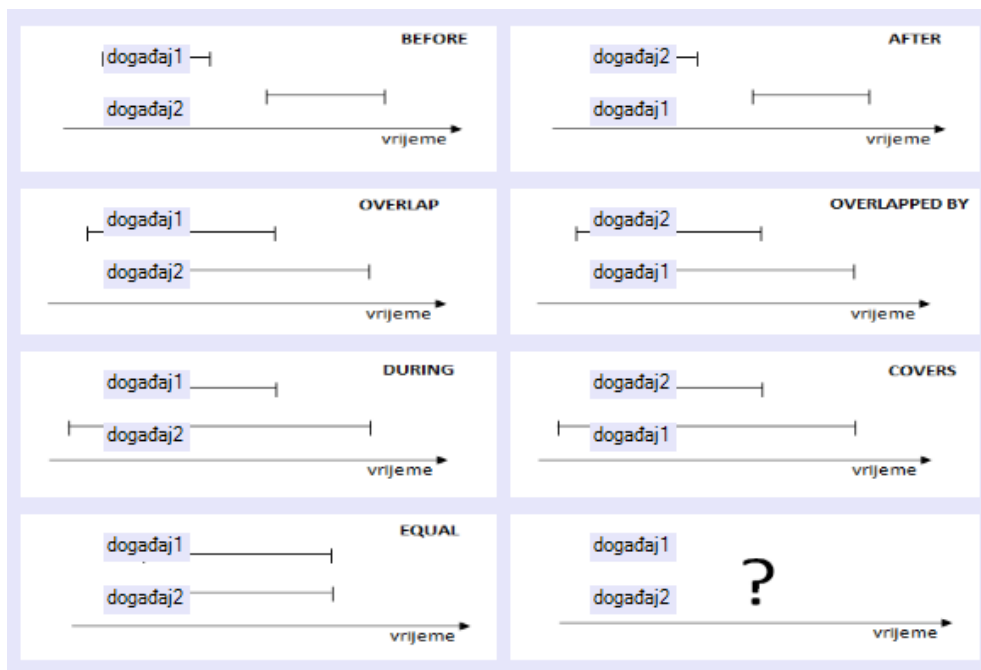 BEFORE
događaj1
događaj2
vrijeme
AFTER
događaj2
događaj1
vrijeme
OVERLAP
događaj1
događaj2
vrijeme
OVERLAPPED BY
događaj2
događaj1
vrijeme
DURING
događaj1
događaj2
vrijeme
COVERS
događaj2
događaj1
vrijeme
EQUAL
događaj1
događaj2
vrijeme
događaj1
?
događaj2
vrijeme